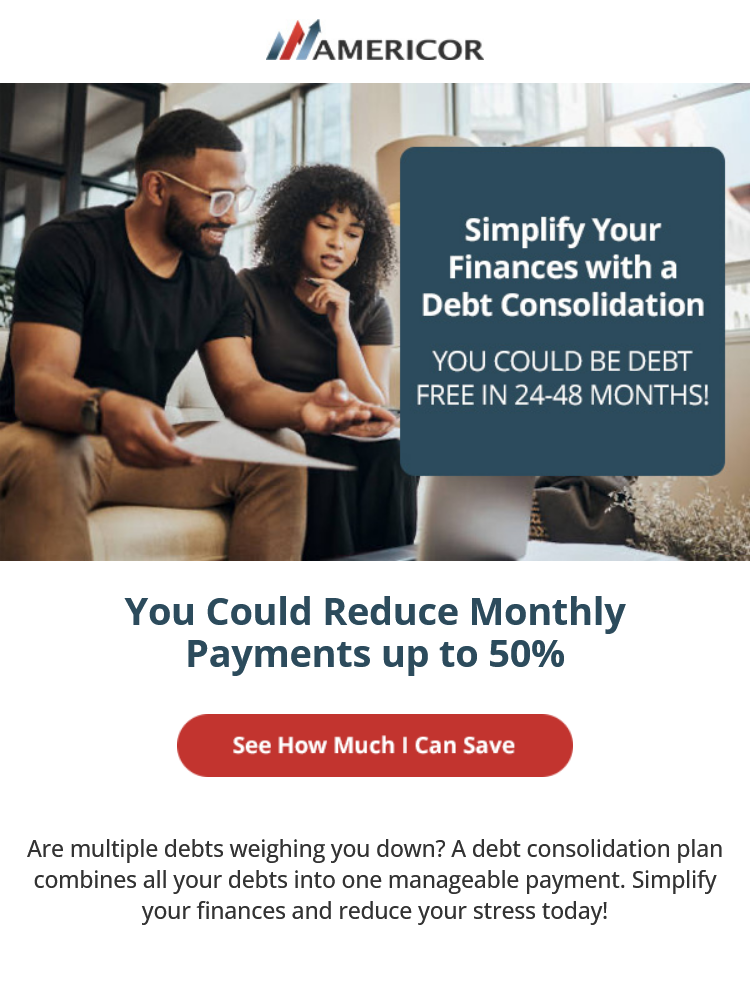 AMERICOR
Simplify Your
Finances with a
Debt Consolidation
YOU COULD BE DEBT
FREE IN 24-48 MONTHS!
You Could Reduce Monthly
Payments up to 50%
See How Much I Can Save
Are multiple debts weighing you down? A debt consolidation plan
combines all your debts into one manageable payment. Simplify
your finances and reduce your stress today!